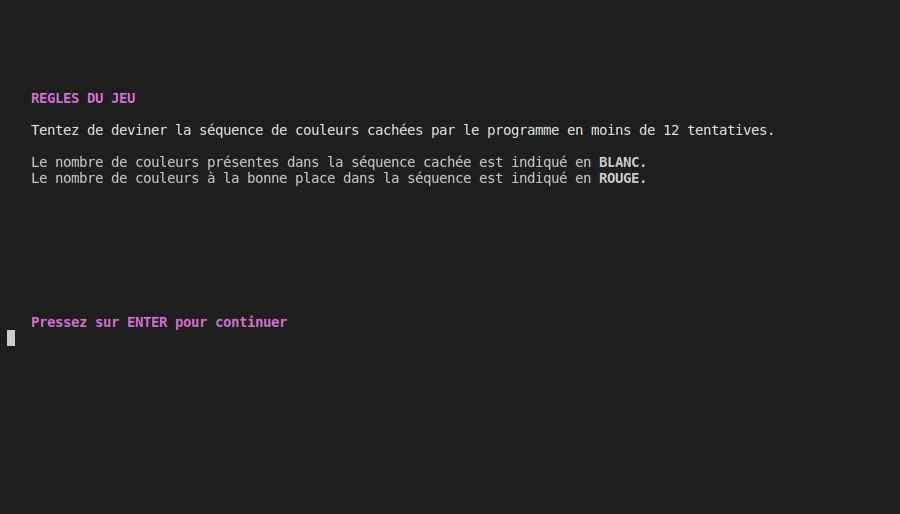 REGLES DU JEU
Tentez de deviner la séquence de couleurs cachées par le programme en moins de 12 tentatives.
Le nombre de couleurs présentes dans la séquence cachée est indiqué en BLANC.
Le nombre de couleurs à la bonne place dans la séquence est indiqué en ROUGE.
Pressez sur ENTER pour continuer